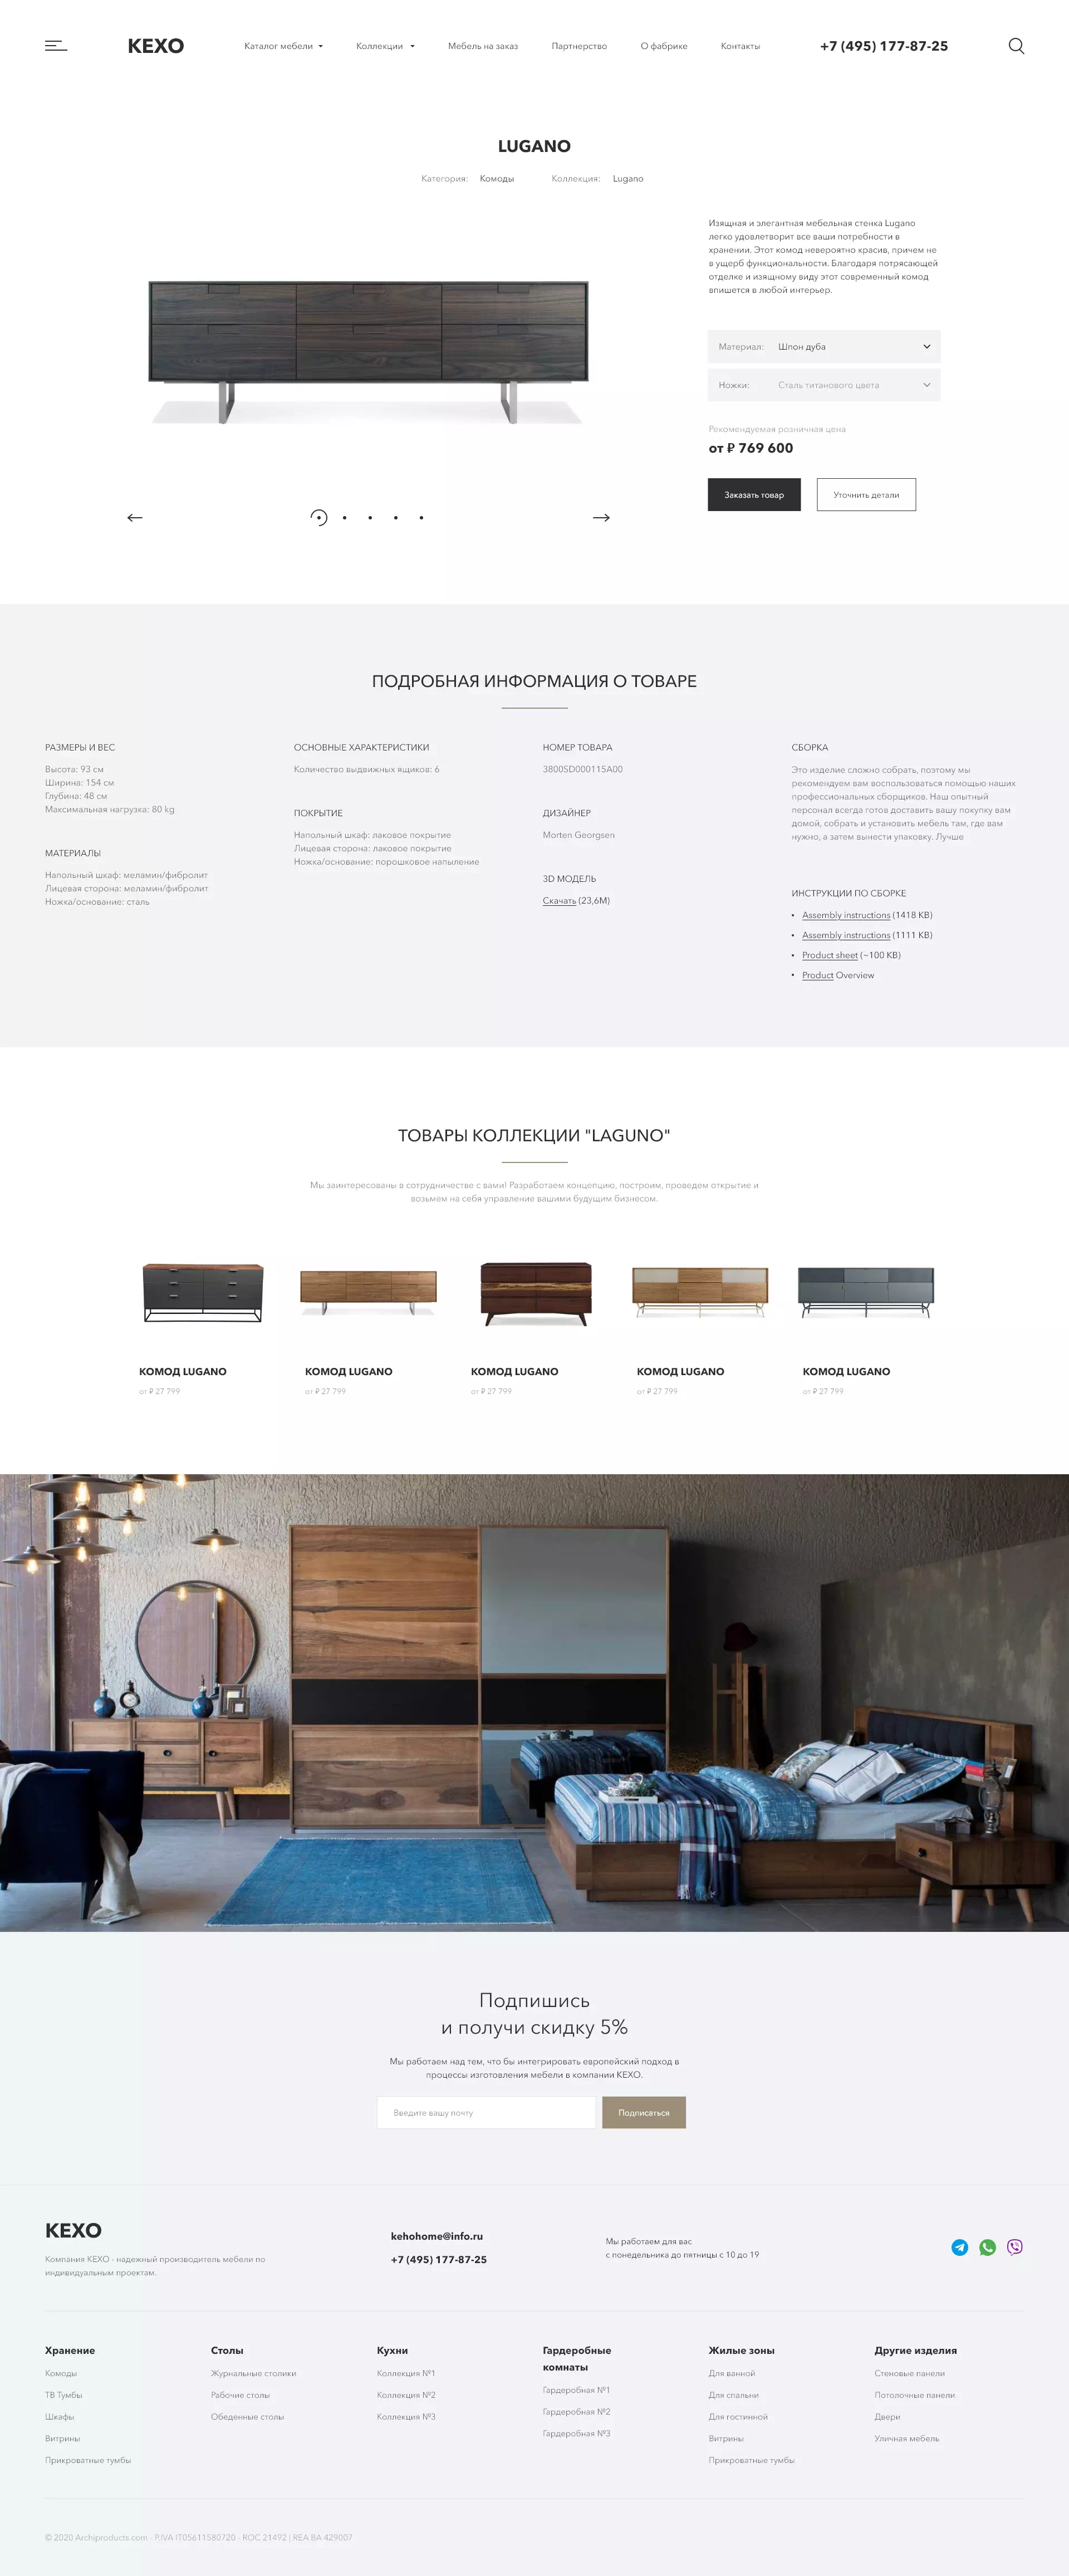 KEXO
Каталог мебели
Коллекции
Мебель на заказ
Партнерство
О фабрике
Контакты
+7 (495) 177-87-25
LUGANO
Категория: Комоды
Коллекция: Lugano
Изящная и элегантная мебельная стенка Lugano
легко удовлетворит все ваши потребности в
хранении. Этот комод невероятно красив, причем не
в ущерб функциональности. Благодаря потрясающей
отделке и изящному виду этот современный комод
впишется в любой интерьер.
Материал: Шпон дуба
Ножки: Сталь титанового цвета
Рекомендуемая розничная цена
от ₽ 769 600
Заказать товар
Уточнить детали
ПОДРОБНАЯ ИНФОРМАЦИЯ О ТОВАРЕ
РАЗМЕРЫ И ВЕС
Высота: 93 см
Ширина: 154 см
Глубина: 48 см
Максимальная нагрузка: 80 kg
МАТЕРИАЛЫ
Напольный шкаф: меламин/фибролит
Лицевая сторона: меламин/фибролит
Ножка/основание: сталь
ОСНОВНЫЕ ХАРАКТЕРИСТИКИ
Количество выдвижных ящиков: 6
ПОКРЫТИЕ
Напольный шкаф: лаковое покрытие
Лицевая сторона: лаковое покрытие
Ножка/основание: порошковое напыление
НОМЕР ТОВАРА
3800SD000115A00
ДИЗАЙНЕР
Morten Georgsen
3D МОДЕЛЬ
Скачать (23,6M)
СБОРКА
Это изделие сложно собрать, поэтому мы
рекомендуем вам воспользоваться помощью наших
профессиональных сборщиков. Наш опытный
персонал всегда готов доставить вашу покупку вам
домой, собрать и установить мебель там, где вам
нужно, а затем вынести упаковку. Лучше
ИНСТРУКЦИИ ПО СБОРКЕ
• Assembly instructions (1418 KB)
• Assembly instructions (1111 KB)
• Product sheet (~100 KB)
• Product Overview
ТОВАРЫ КОЛЛЕКЦИИ "LAGUNO"
Мы заинтересованы в сотрудничестве с вами! Разработаем концепцию, построим, проведем открытие и
возьмем на себя управление вашими будущим бизнесом.
КОМОД LUGANO
от ₽ 27 799
КОМОД LUGANO
от ₽ 27 799
КОМОД LUGANO
от ₽ 27 799
КОМОД LUGANO
от ₽ 27 799
КОМОД LUGANO
от ₽ 27 799
Подпишись
и получи скидку 5%
Мы работаем над тем, что бы интегрировать европейский подход в
процессы изготовления мебели в компании KEXO.
Введите вашу почту
Подписаться
KEXO
Компания KEXO - надежный производитель мебели по
индивидуальным проектам.
kehohome@info.ru
+7 (495) 177-87-25
Мы работаем для вас
с понедельника до пятницы с 10 до 19
Хранение
Комоды
ТВ Тумбы
Шкафы
Витрины
Прикроватные тумбы
Столы
Журнальные столики
Рабочие столы
Обеденные столы
Кухни
Коллекция №1
Коллекция №2
Коллекция №3
Гардеробные
комнаты
Гардеробная №1
Гардеробная №2
Гардеробная №3
Жилые зоны
Для ванной
Для спальни
Для гостинной
Витрины
Прикроватные тумбы
Другие изделия
Стеновые панели
Потолочные панели
Двери
Уличная мебель
© 2020 Archiproducts.com - P.IVA IT05611580720 - ROC 21492 | REA BA 429007